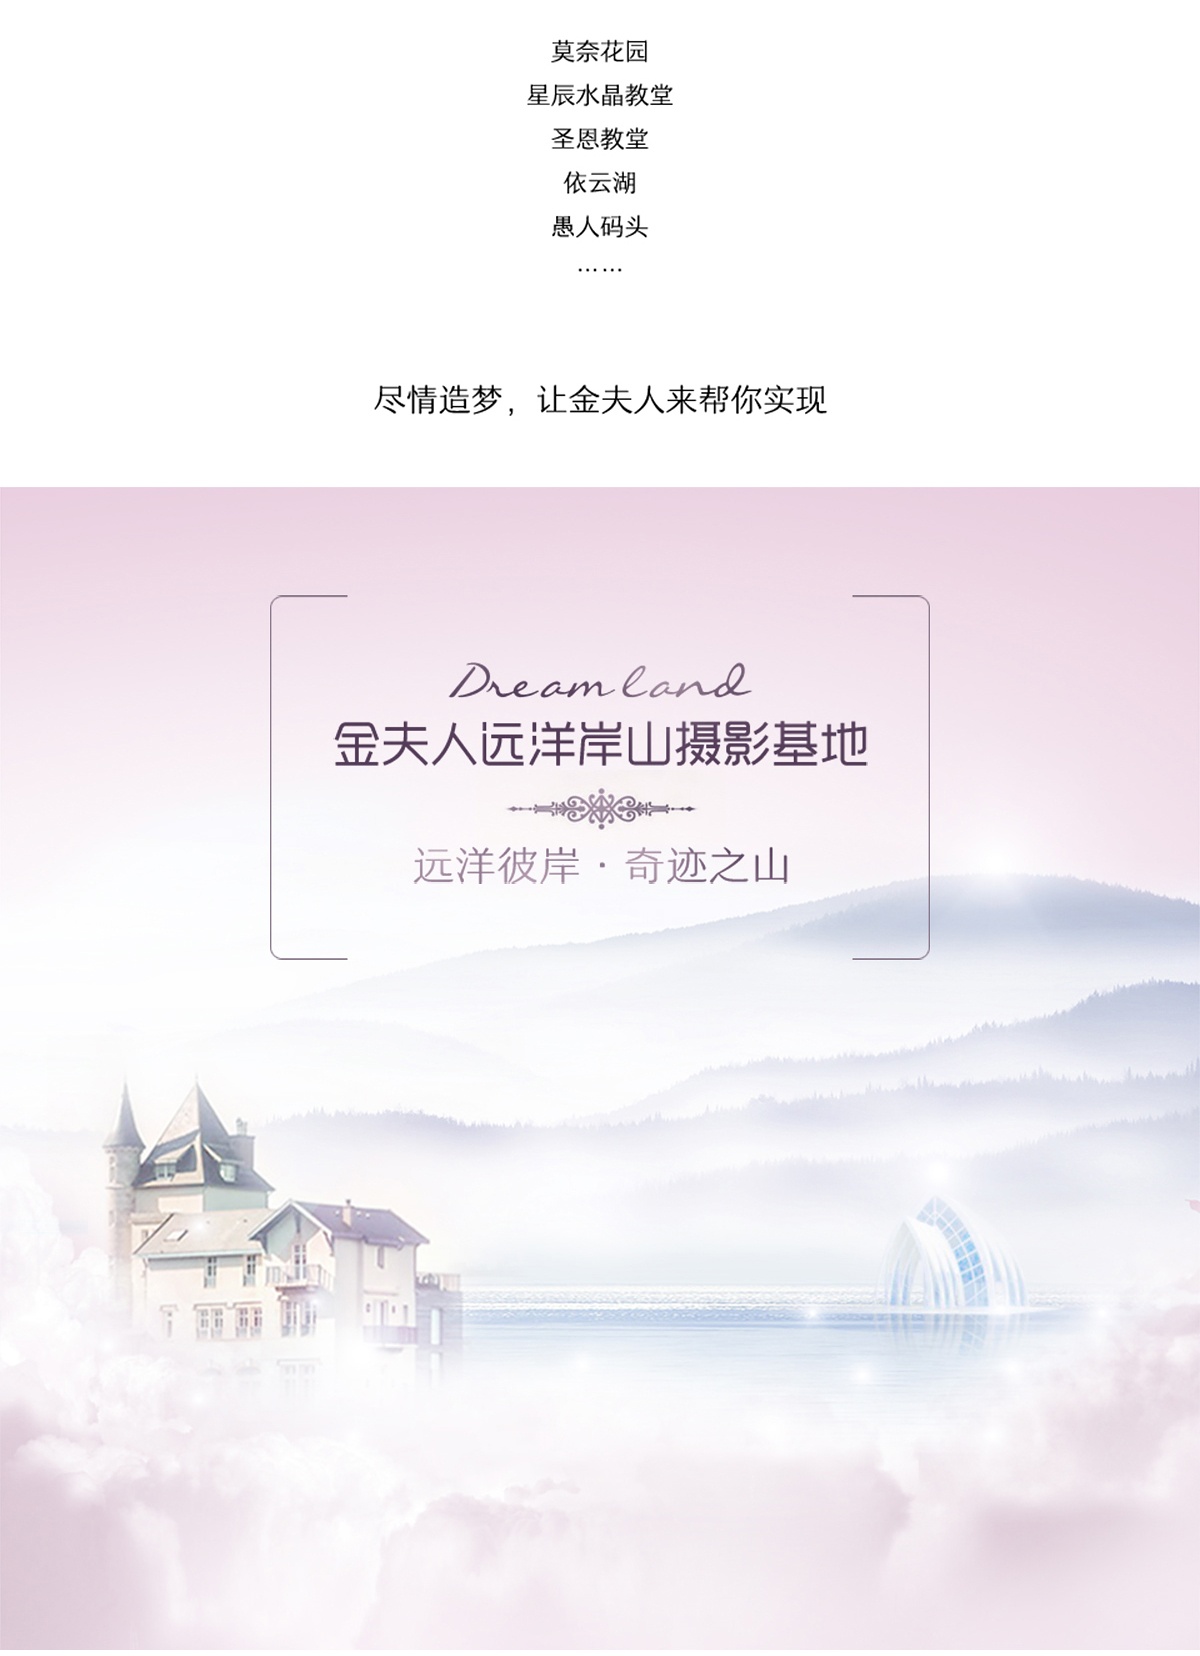 莫奈花园
星辰水晶教堂
圣恩教堂
依云湖
愚人码头
……
尽情造梦，让金夫人来帮你实现
Dream land
金夫人远洋岸山摄影基地
远洋彼岸·奇迹之山